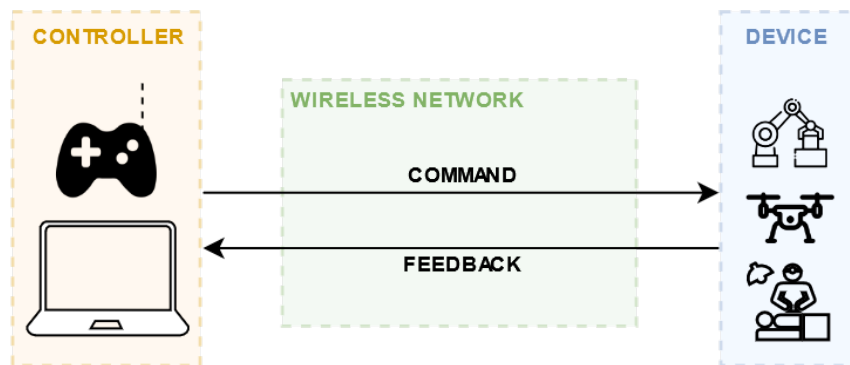 CONTROLLER
DEVICE
WIRELESS NETWORK
COMMAND
FEEDBACK